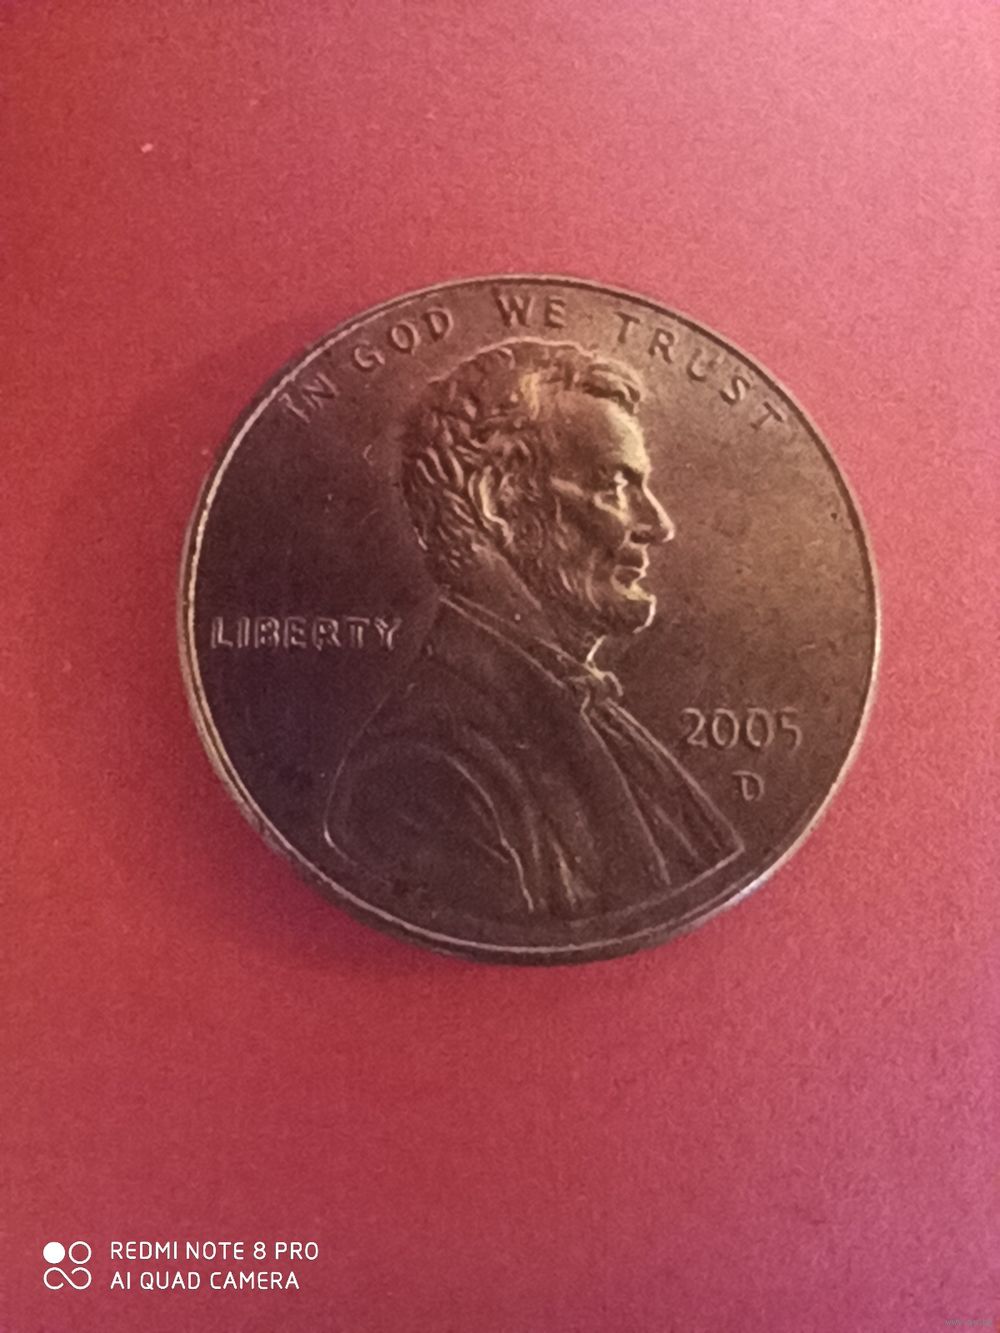 IN GOD WE TRUST
LIBERTY
2005
D
REDMI NOTE 8 PRO
AI QUAD CAMERA